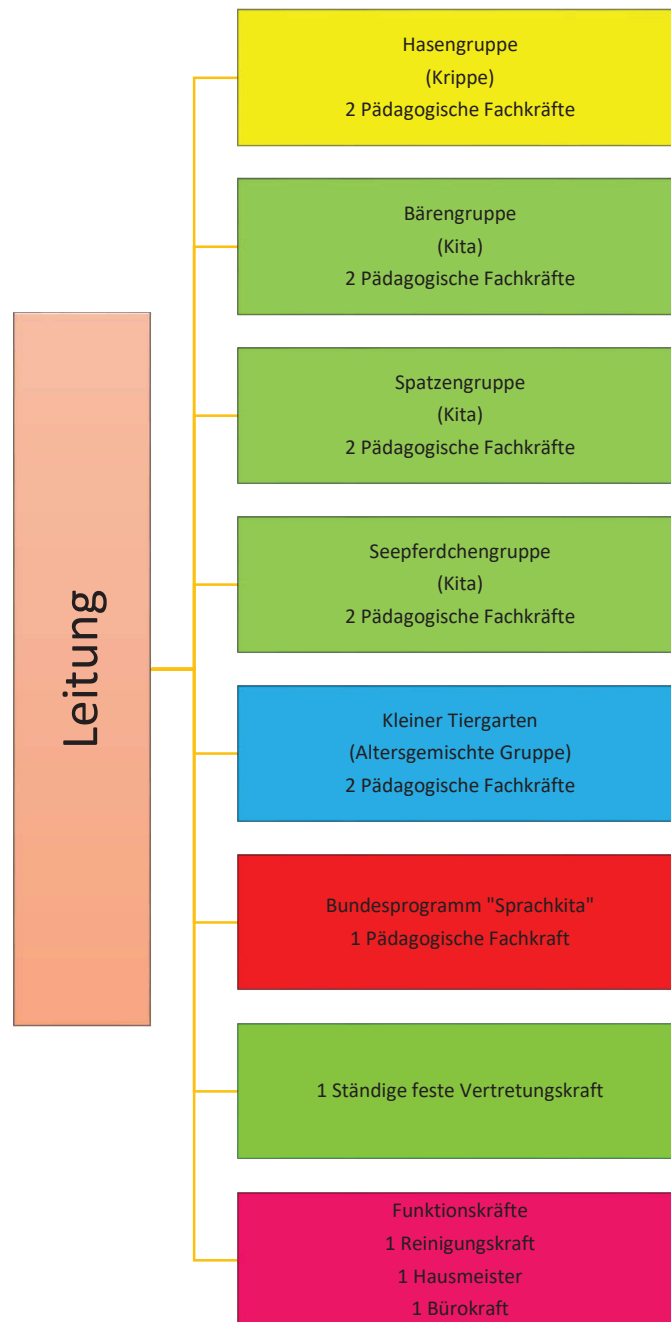 Leitung
Hasengruppe
(Krippe)
2 Pädagogische Fachkräfte
Bärengruppe
(Kita)
2 Pädagogische Fachkräfte
Spatzengruppe
(Kita)
2 Pädagogische Fachkräfte
Seepferdchengruppe
(Kita)
2 Pädagogische Fachkräfte
Kleiner Tiergarten
(Altersgemischte Gruppe)
2 Pädagogische Fachkräfte
Bundesprogramm "Sprachkita"
1 Pädagogische Fachkraft
1 Ständige feste Vertretungskraft
Funktionskräfte
1 Reinigungskraft
1 Hausmeister
1 Bürokraft